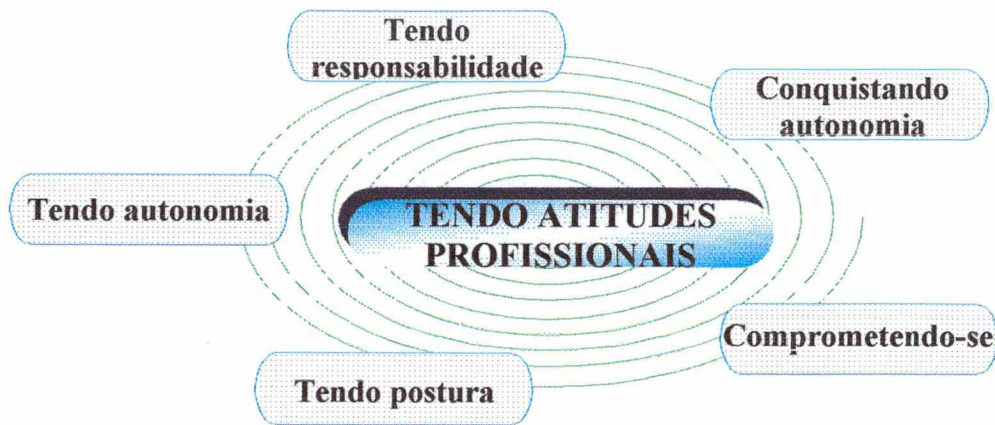 Tendo
responsabilidade
Conquistando
autonomia
Tendo autonomia
TENDO ATITUDES
PROFISSIONAIS
Comprometendo-se
Tendo postura